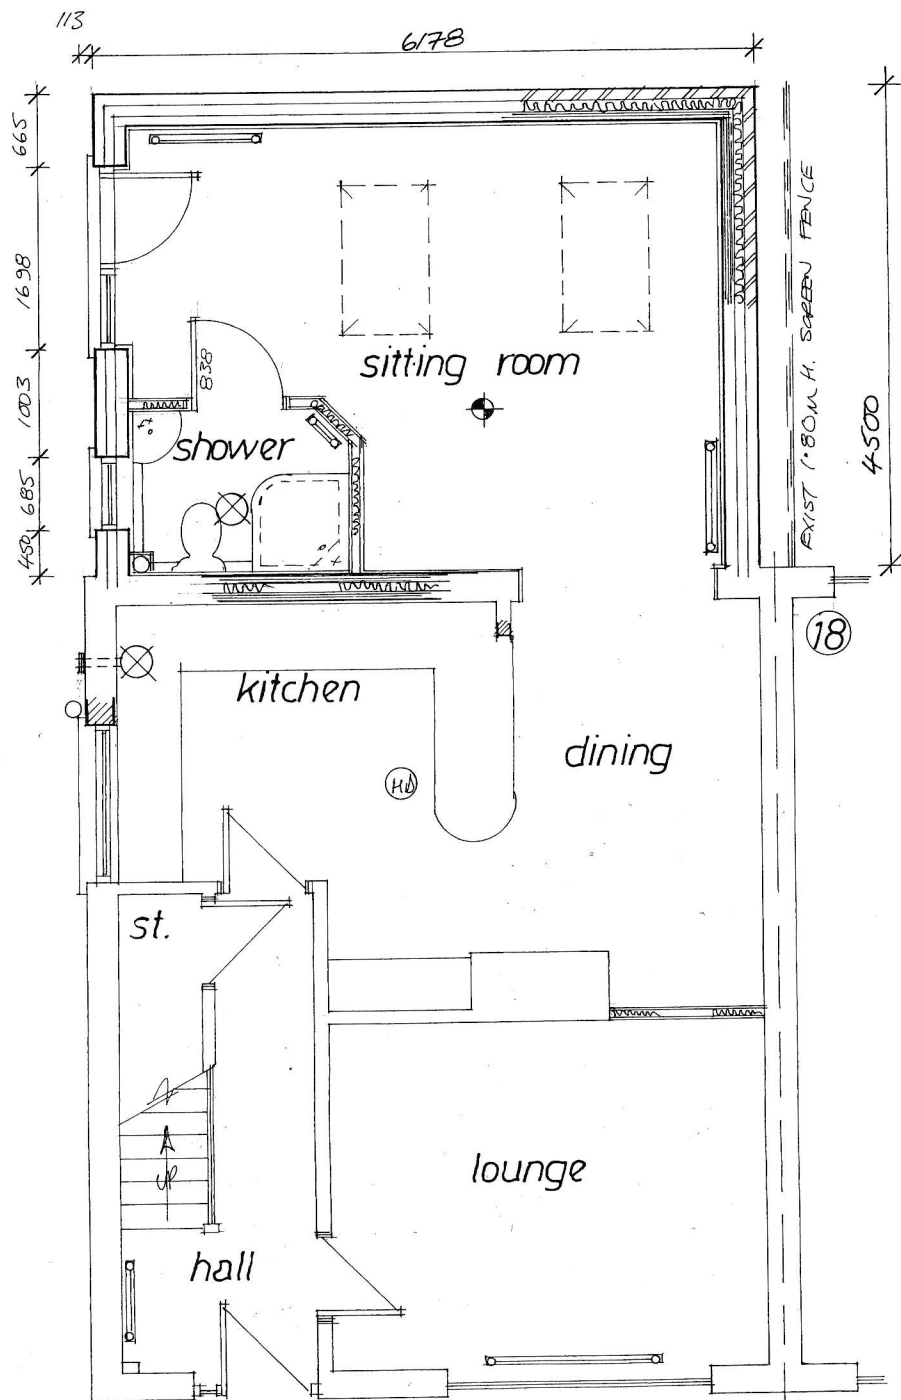 113
6178
665
1698
1003
685
450
838
sitting room
shower
EXIST 1.80M H. SCREEN FENCE
4500
18
kitchen
dining
HD
st.
UP
lounge
hall